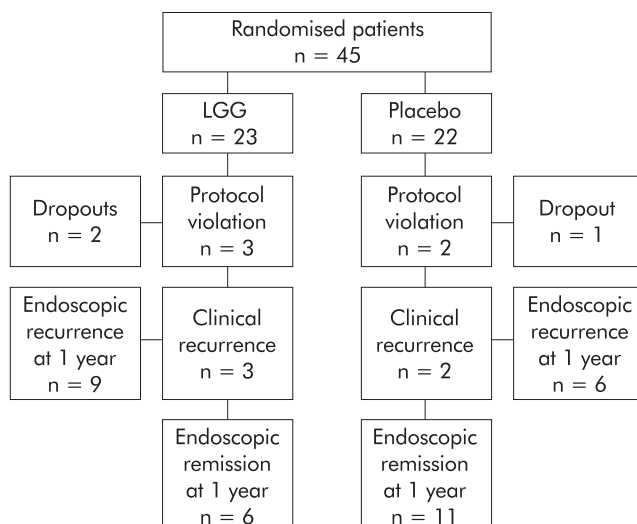 Randomised patients
n = 45
LGG
n = 23
Placebo
n = 22
Dropouts
n = 2
Protocol
violation
n = 3
Protocol
violation
n = 2
Dropout
n = 1
Endoscopic
recurrence
at 1 year
n = 9
Clinical
recurrence
n = 3
Clinical
recurrence
n = 2
Endoscopic
recurrence
at 1 year
n = 6
Endoscopic
remission
at 1 year
n = 6
Endoscopic
remission
at 1 year
n = 11